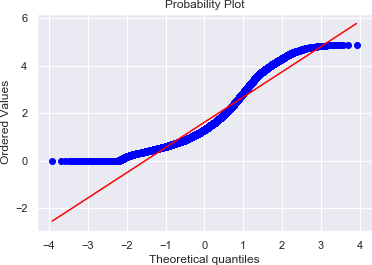 Probability Plot
6
4
2
0
−2
Ordered Values
−4 −3 −2 −1 0 1 2 3 4
Theoretical quantiles